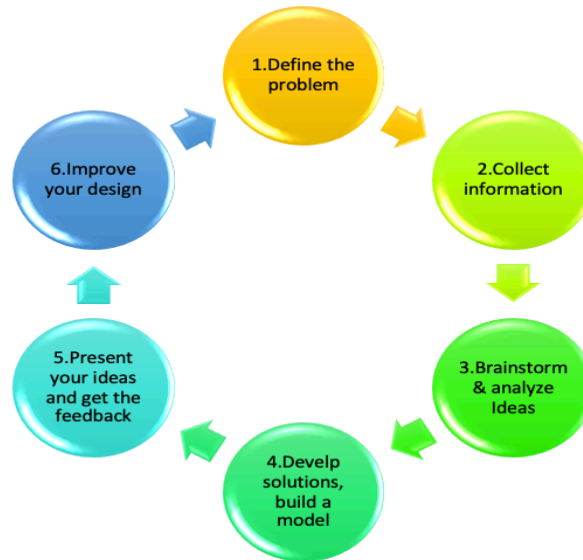 1.Define the
problem
2.Collect
information
3.Brainstorm
& analyze
Ideas
4.Develp
solutions,
build a
model
5.Present
your ideas
and get the
feedback
6.Improve
your design